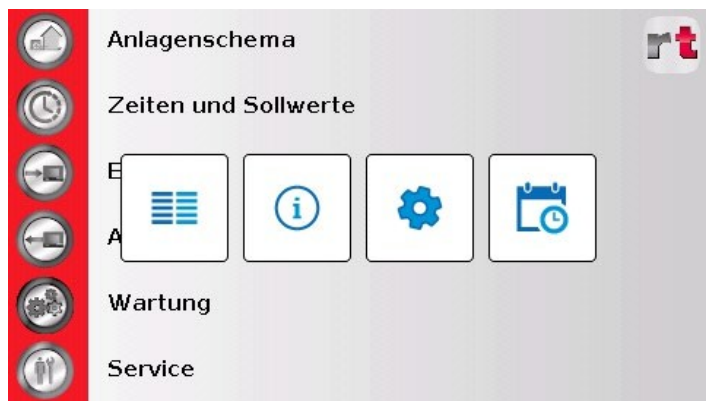 Anlagenschema
rt
Zeiten und Sollwerte
Wartung
Service